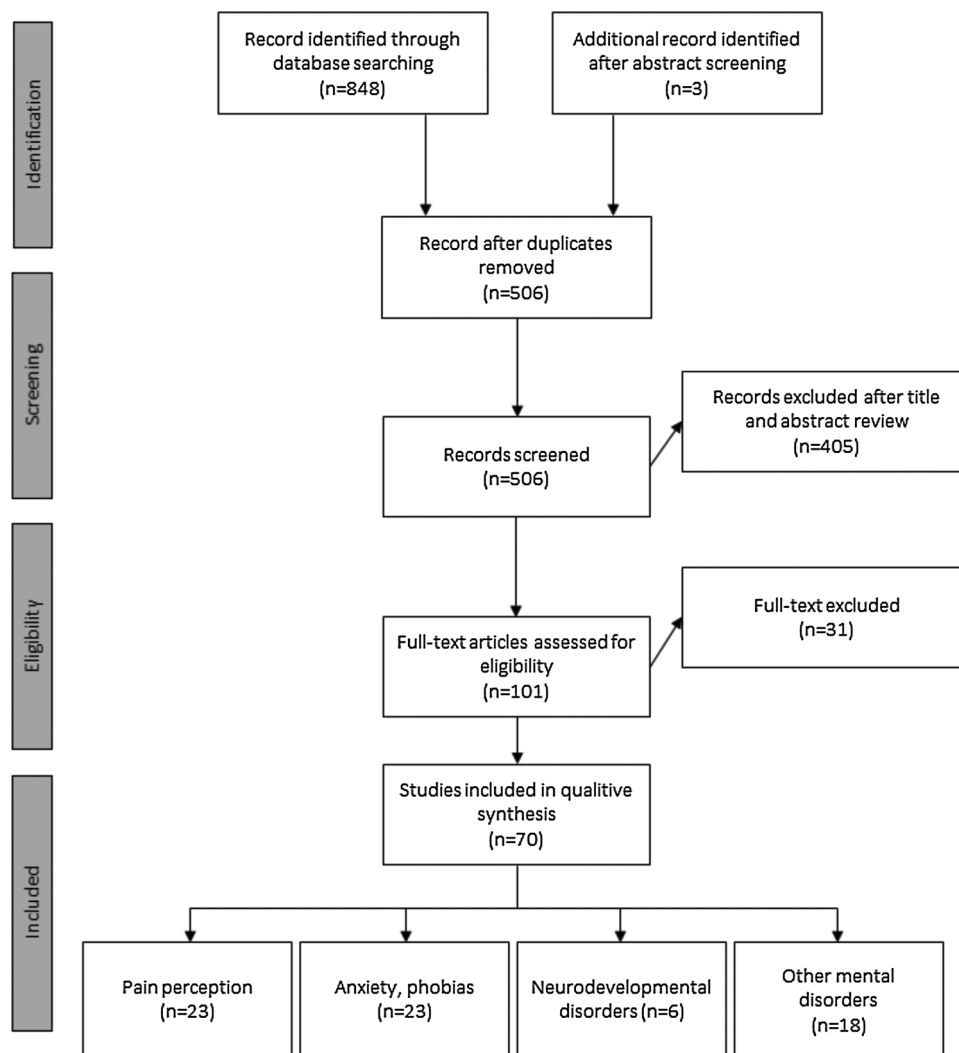 Identification
Record identified through
database searching
(n=848)
Additional record identified
after abstract screening
(n=3)
Record after duplicates
removed
(n=506)
Screening
Records screened
(n=506)
Records excluded after title
and abstract review
(n=405)
Eligibility
Full-text articles assessed for
eligibility
(n=101)
Full-text excluded
(n=31)
Included
Studies included in qualitive
synthesis
(n=70)
Pain perception
(n=23)
Anxiety, phobias
(n=23)
Neurodevelopmental
disorders (n=6)
Other mental
disorders
(n=18)